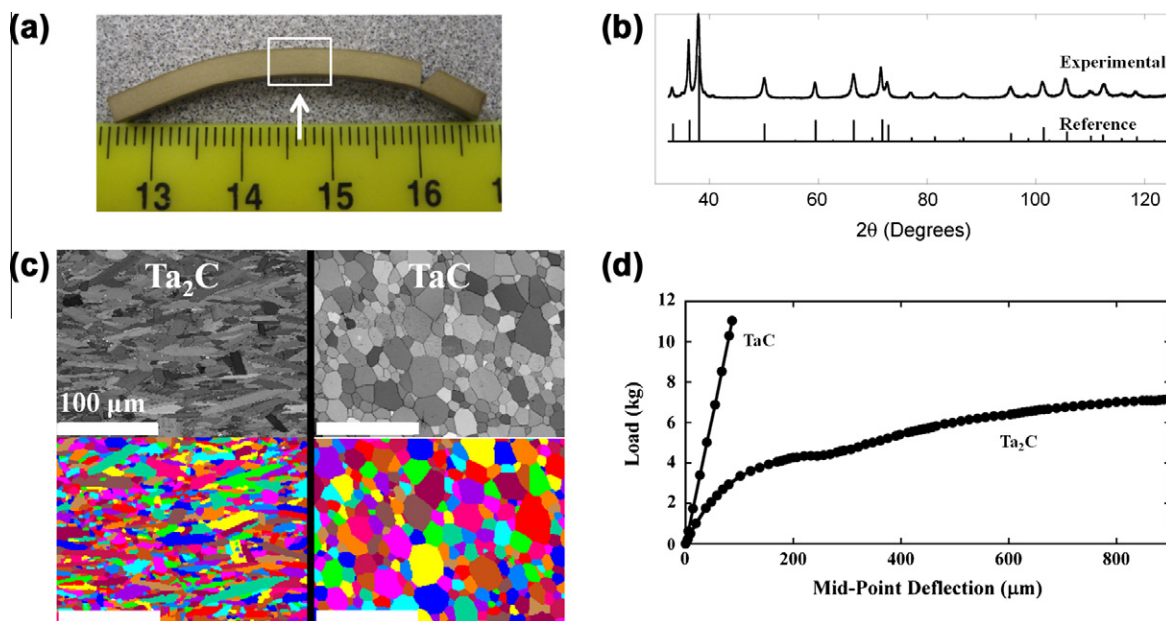 (a)
13 14 15 16
(b)
Experimental
Reference
40 60 80 100 120
2θ (Degrees)
(c)
Ta₂C TaC
100 μm
(d)
12
10
8
6
4
2
0
0 200 400 600 800
Load (kg)
TaC
Ta₂C
Mid-Point Deflection (μm)